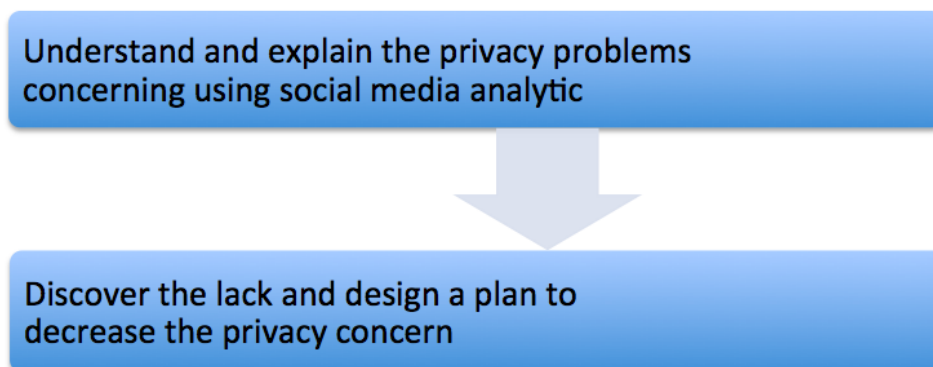 Understand and explain the privacy problems
concerning using social media analytic
Discover the lack and design a plan to
decrease the privacy concern